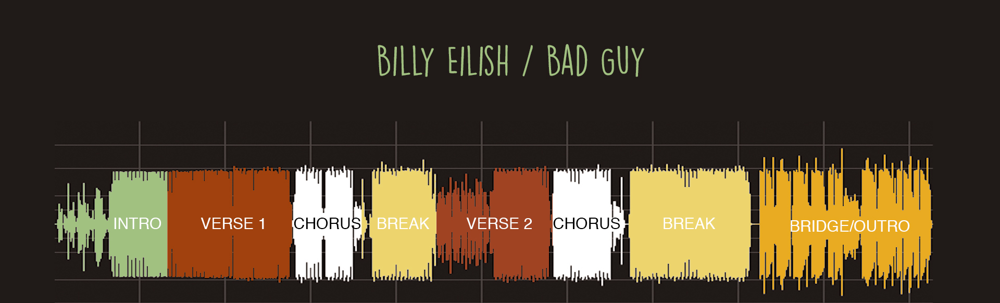 BILLY EILISH / BAD GUY
INTRO
VERSE 1
CHORUS
BREAK
VERSE 2
CHORUS
BREAK
BRIDGE/OUTRO